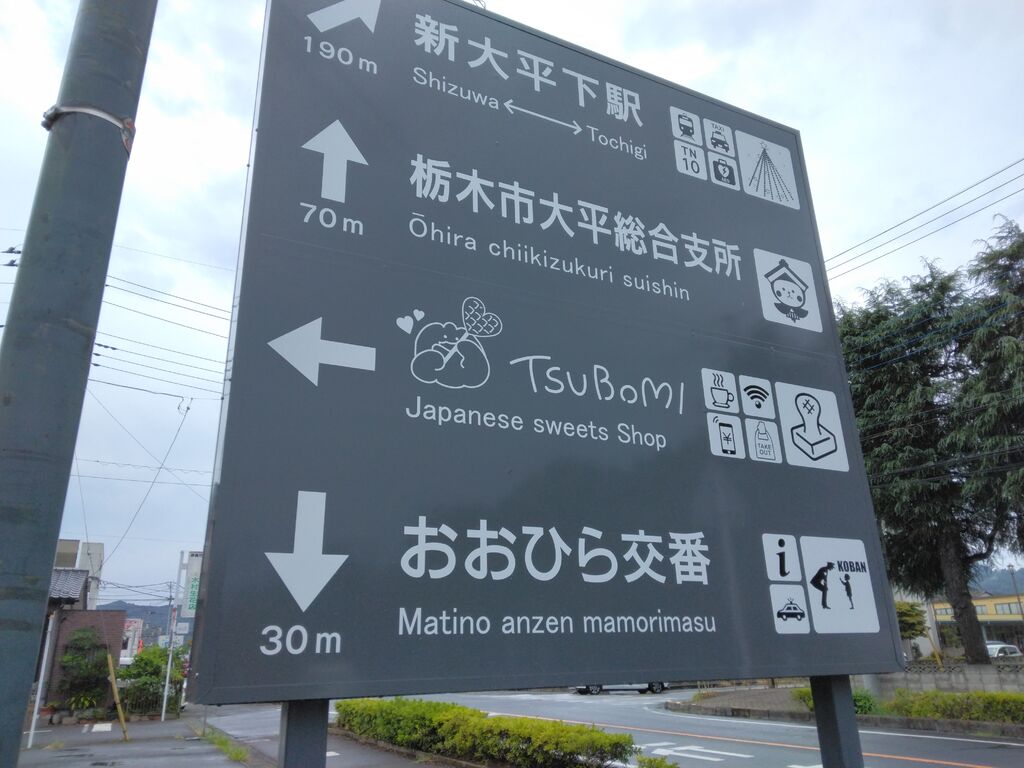 190m
新大平下駅
Shizuwa ↔ Tochigi
TAXI
TN
10
70m
栃木市大平総合支所
Ōhira chiikizukuri suishin
TSUBOMI
Japanese sweets Shop
¥
TAKE
OUT
30m
おおひら交番
Matino anzen mamorimasu
i
KOBAN